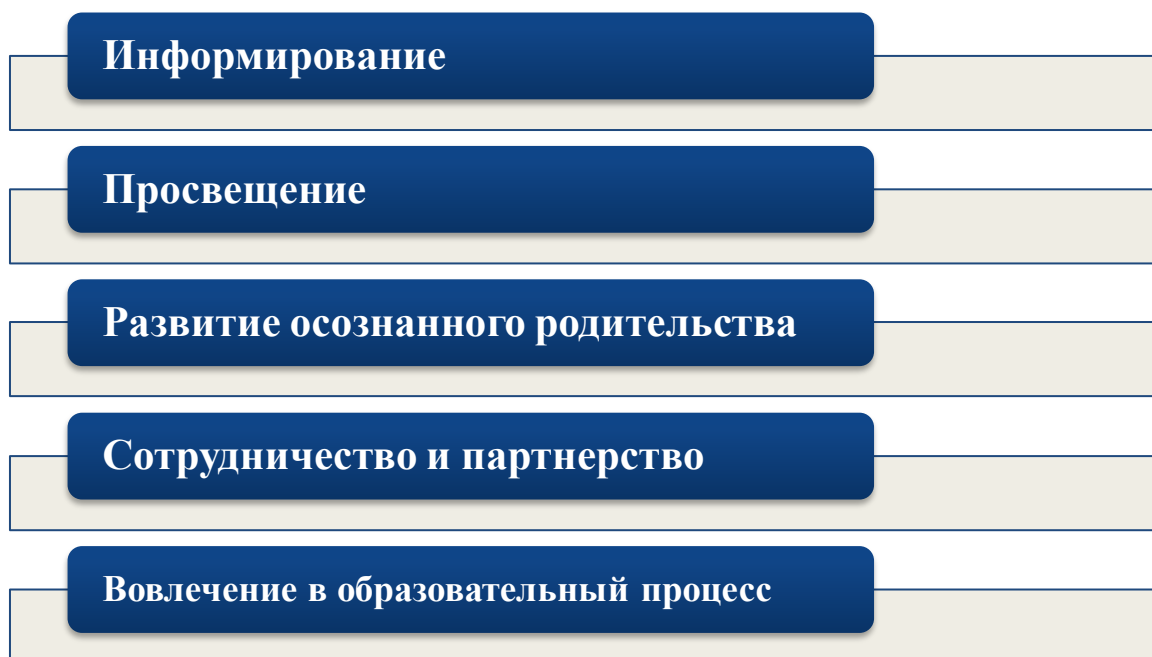 Информирование
Просвещение
Развитие осознанного родительства
Сотрудничество и партнерство
Вовлечение в образовательный процесс